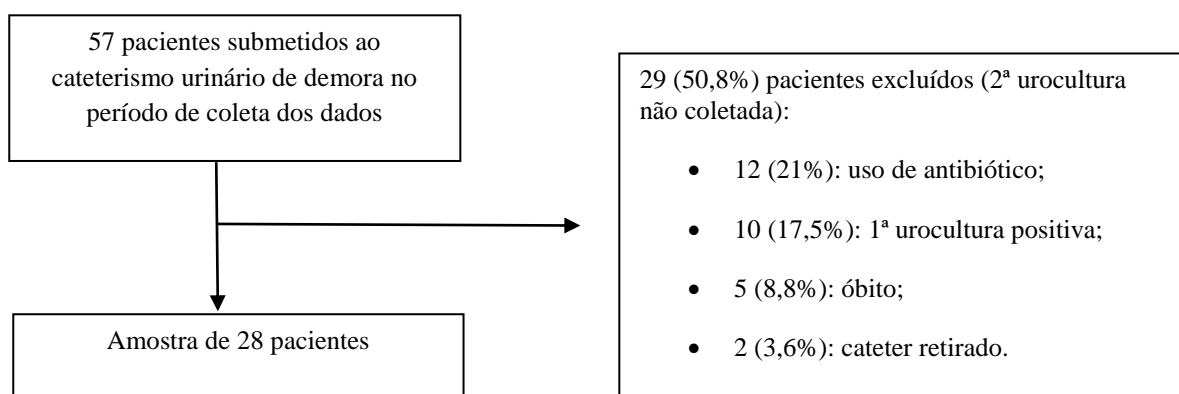 57 pacientes submetidos ao
cateterismo urinário de demora no
período de coleta dos dados
29 (50,8%) pacientes excluídos (2ª urocultura
não coletada):
• 12 (21%): uso de antibiótico;
• 10 (17,5%): 1ª urocultura positiva;
• 5 (8,8%): óbito;
• 2 (3,6%): cateter retirado.
Amostra de 28 pacientes